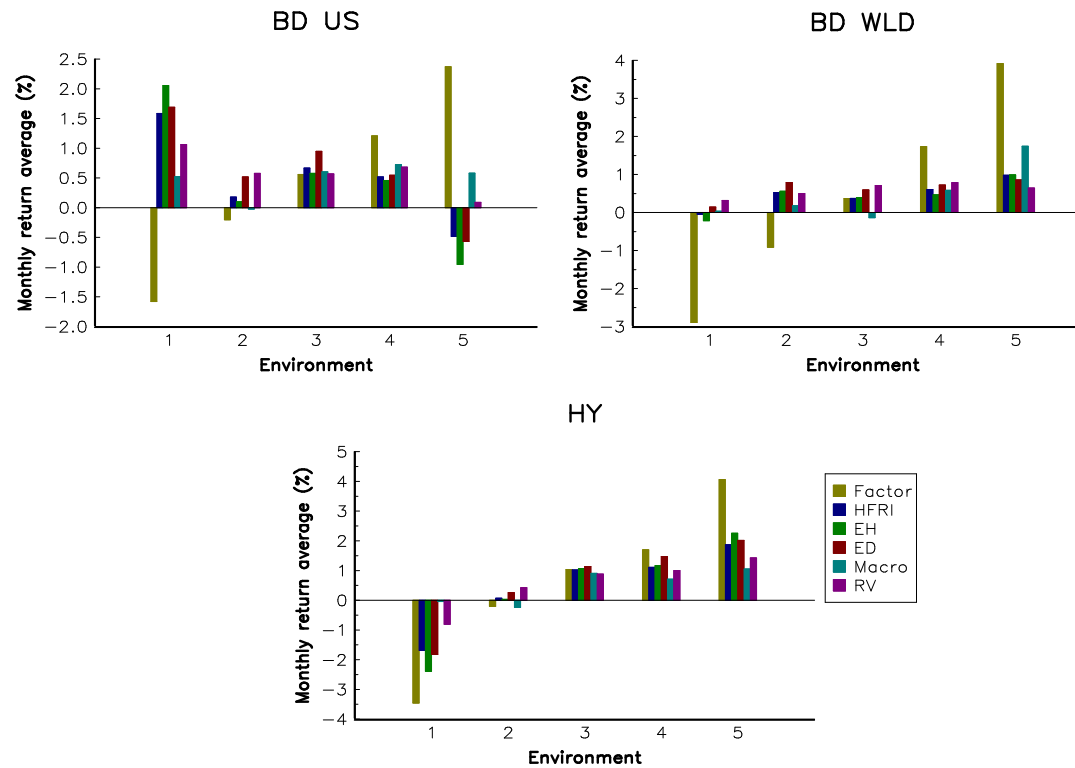 BD US
Monthly return average (%)
2.5
2.0
1.5
1.0
0.5
0.0
−0.5
−1.0
−1.5
−2.0
1 2 3 4 5
Environment
BD WLD
Monthly return average (%)
4
3
2
1
0
−1
−2
−3
1 2 3 4 5
Environment
HY
Monthly return average (%)
5
4
3
2
1
0
−1
−2
−3
−4
1 2 3 4 5
Environment
Factor
HFRI
EH
ED
Macro
RV